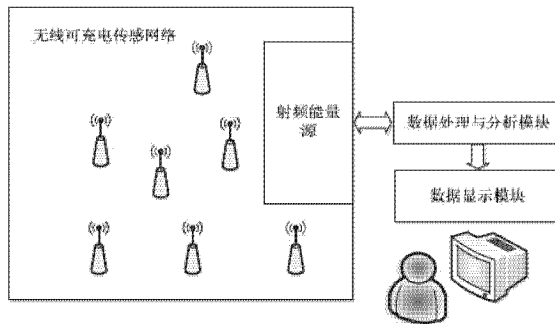 无线可充电传感网络
射频能量
源
数据处理与分析模块
数据显示模块